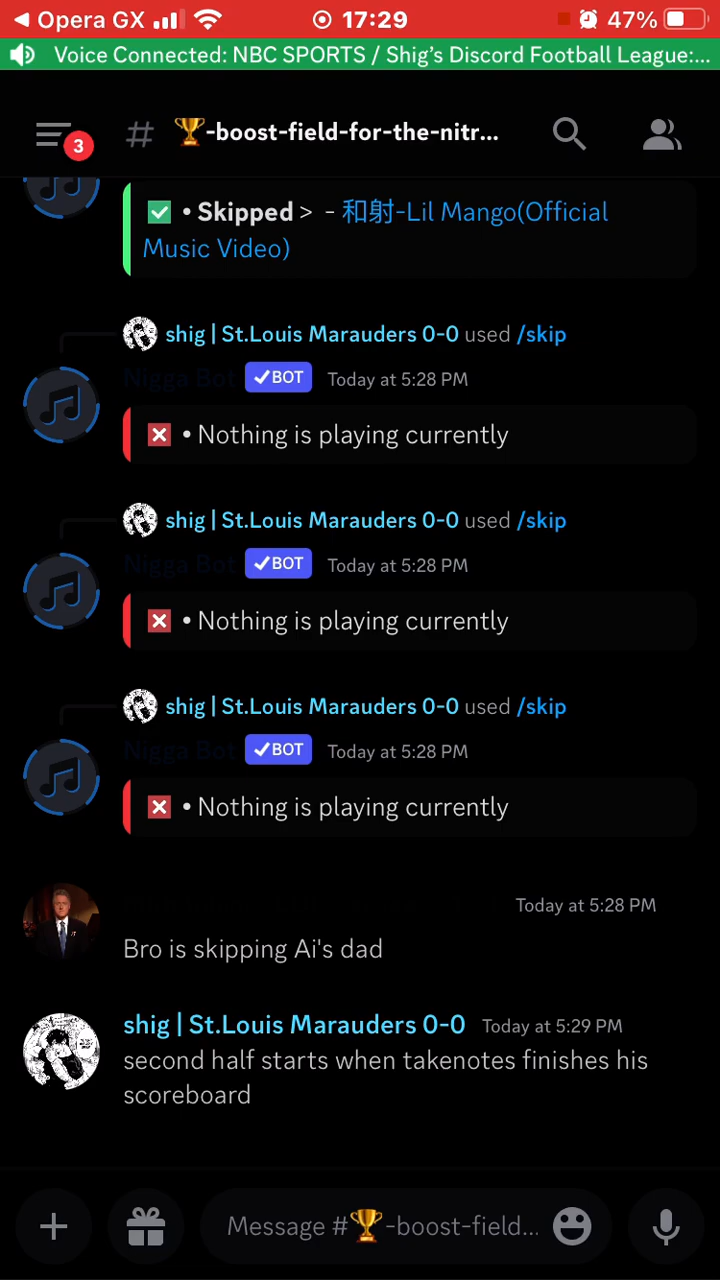 Opera GX 17:29 47%
Voice Connected: NBC SPORTS / Shig's Discord Football League:...
3 # 🏆-boost-field-for-the-nitr...
✅ • Skipped > - 和射-Lil Mango(Official
Music Video)
shig | St.Louis Marauders 0-0 used /skip
Nigga Bot ✓BOT Today at 5:28 PM
❌ • Nothing is playing currently
shig | St.Louis Marauders 0-0 used /skip
Nigga Bot ✓BOT Today at 5:28 PM
❌ • Nothing is playing currently
shig | St.Louis Marauders 0-0 used /skip
Nigga Bot ✓BOT Today at 5:28 PM
❌ • Nothing is playing currently
Today at 5:28 PM
Bro is skipping Ai's dad
shig | St.Louis Marauders 0-0 Today at 5:29 PM
second half starts when takenotes finishes his
scoreboard
Message #🏆-boost-field...